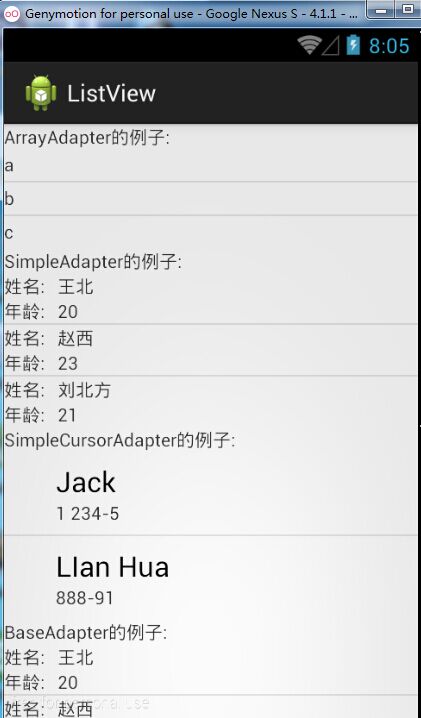 Genymotion for personal use - Google Nexus S - 4.1.1 - ...
8:05
ListView
ArrayAdapter的例子:
a
b
c
SimpleAdapter的例子:
姓名: 王北
年龄: 20
姓名: 赵西
年龄: 23
姓名: 刘北方
年龄: 21
SimpleCursorAdapter的例子:
Jack
1 234-5
LIan Hua
888-91
BaseAdapter的例子:
姓名: 王北
年龄: 20
for personal use
姓名: 赵西